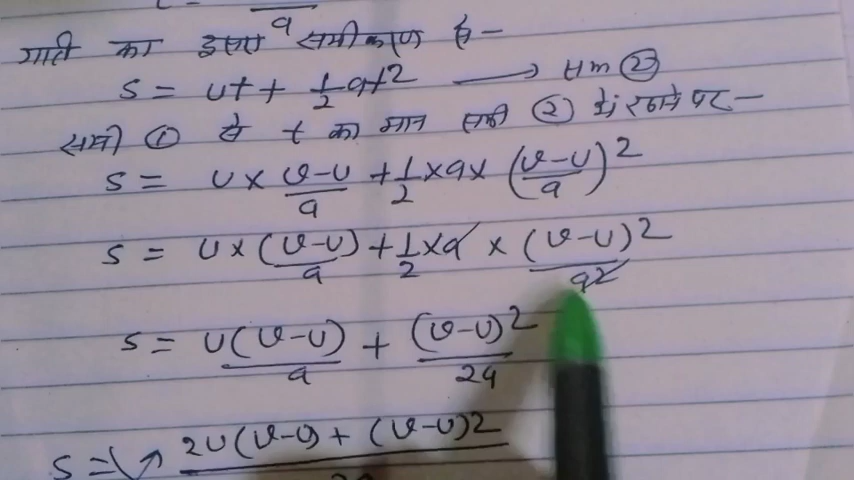 a
गति का दूसरा समीकरण है-
S = ut + 1/2 at² → समी ②
समी ① से t का मान समी ② में रखने पर-
S = u × (v-u)/a + 1/2 × a × ((v-u)/a)²
S = u × (v-u)/a + 1/2 × a × (v-u)²/a²
S = u(v-u)/a + (v-u)²/2a
S = 2u(v-u) + (v-u)²